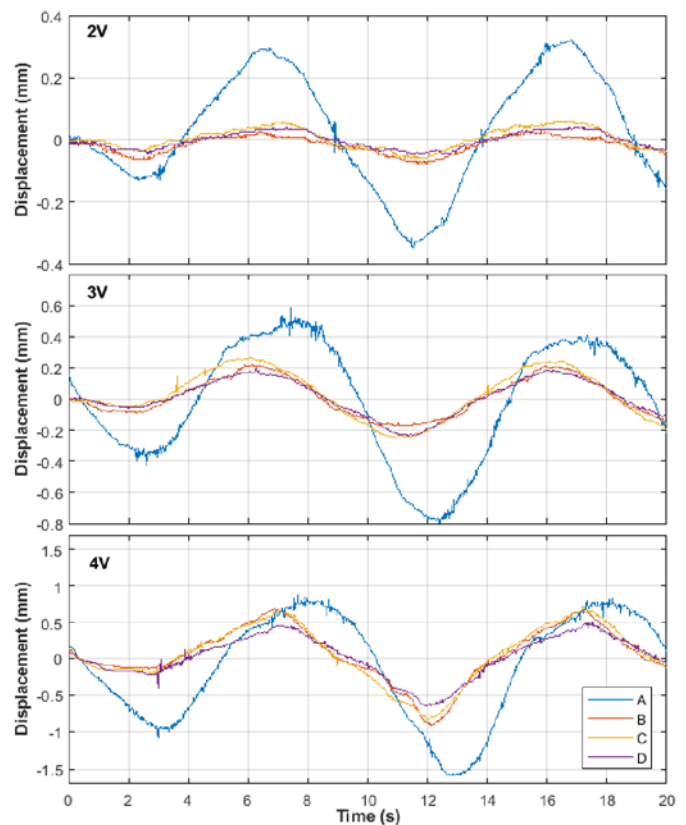 2V
Displacement (mm)
0.4
0.2
0
-0.2
-0.4
3V
Displacement (mm)
0.6
0.4
0.2
0
-0.2
-0.4
-0.6
-0.8
4V
Displacement (mm)
1.5
1
0.5
0
-0.5
-1
-1.5
A
B
C
D
0 2 4 6 8 10 12 14 16 18 20
Time (s)